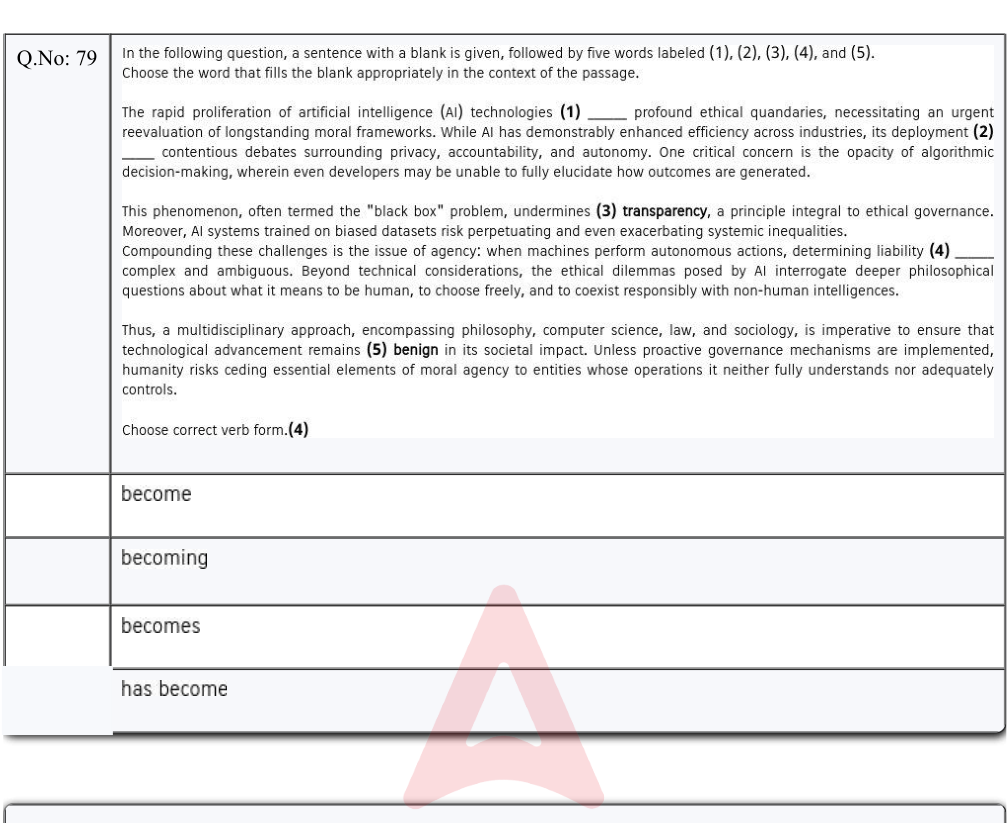 Q.No: 79
In the following question, a sentence with a blank is given, followed by five words labeled (1), (2), (3), (4), and (5).
Choose the word that fills the blank appropriately in the context of the passage.
The rapid proliferation of artificial intelligence (AI) technologies (1) _____ profound ethical quandaries, necessitating an urgent
reevaluation of longstanding moral frameworks. While AI has demonstrably enhanced efficiency across industries, its deployment (2)
____ contentious debates surrounding privacy, accountability, and autonomy. One critical concern is the opacity of algorithmic
decision-making, wherein even developers may be unable to fully elucidate how outcomes are generated.
This phenomenon, often termed the "black box" problem, undermines (3) transparency, a principle integral to ethical governance.
Moreover, AI systems trained on biased datasets risk perpetuating and even exacerbating systemic inequalities.
Compounding these challenges is the issue of agency: when machines perform autonomous actions, determining liability (4) _____
complex and ambiguous. Beyond technical considerations, the ethical dilemmas posed by AI interrogate deeper philosophical
questions about what it means to be human, to choose freely, and to coexist responsibly with non-human intelligences.
Thus, a multidisciplinary approach, encompassing philosophy, computer science, law, and sociology, is imperative to ensure that
technological advancement remains (5) benign in its societal impact. Unless proactive governance mechanisms are implemented,
humanity risks ceding essential elements of moral agency to entities whose operations it neither fully understands nor adequately
controls.
Choose correct verb form.(4)
become
becoming
becomes
has become